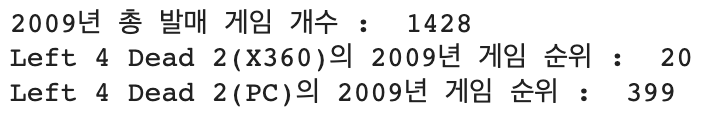 2009년 총 발매 게임 개수 :  1428
Left 4 Dead 2(X360)의 2009년 게임 순위 :  20
Left 4 Dead 2(PC)의 2009년 게임 순위 :  399